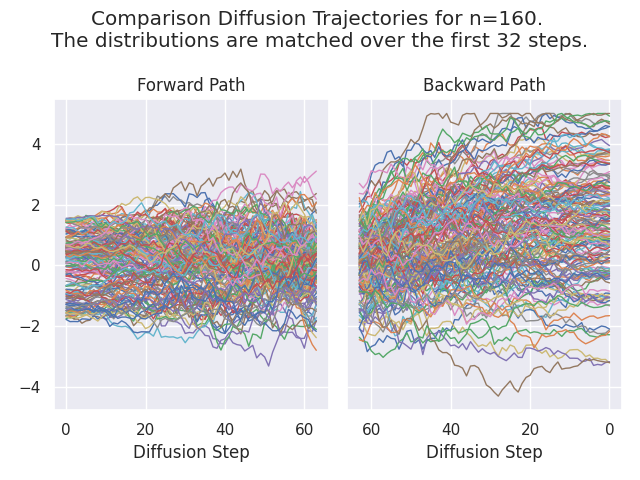 Comparison Diffusion Trajectories for n=160.
The distributions are matched over the first 32 steps.
Forward Path
Backward Path
4
2
0
−2
−4
0 20 40 60
60 40 20 0
Diffusion Step
Diffusion Step